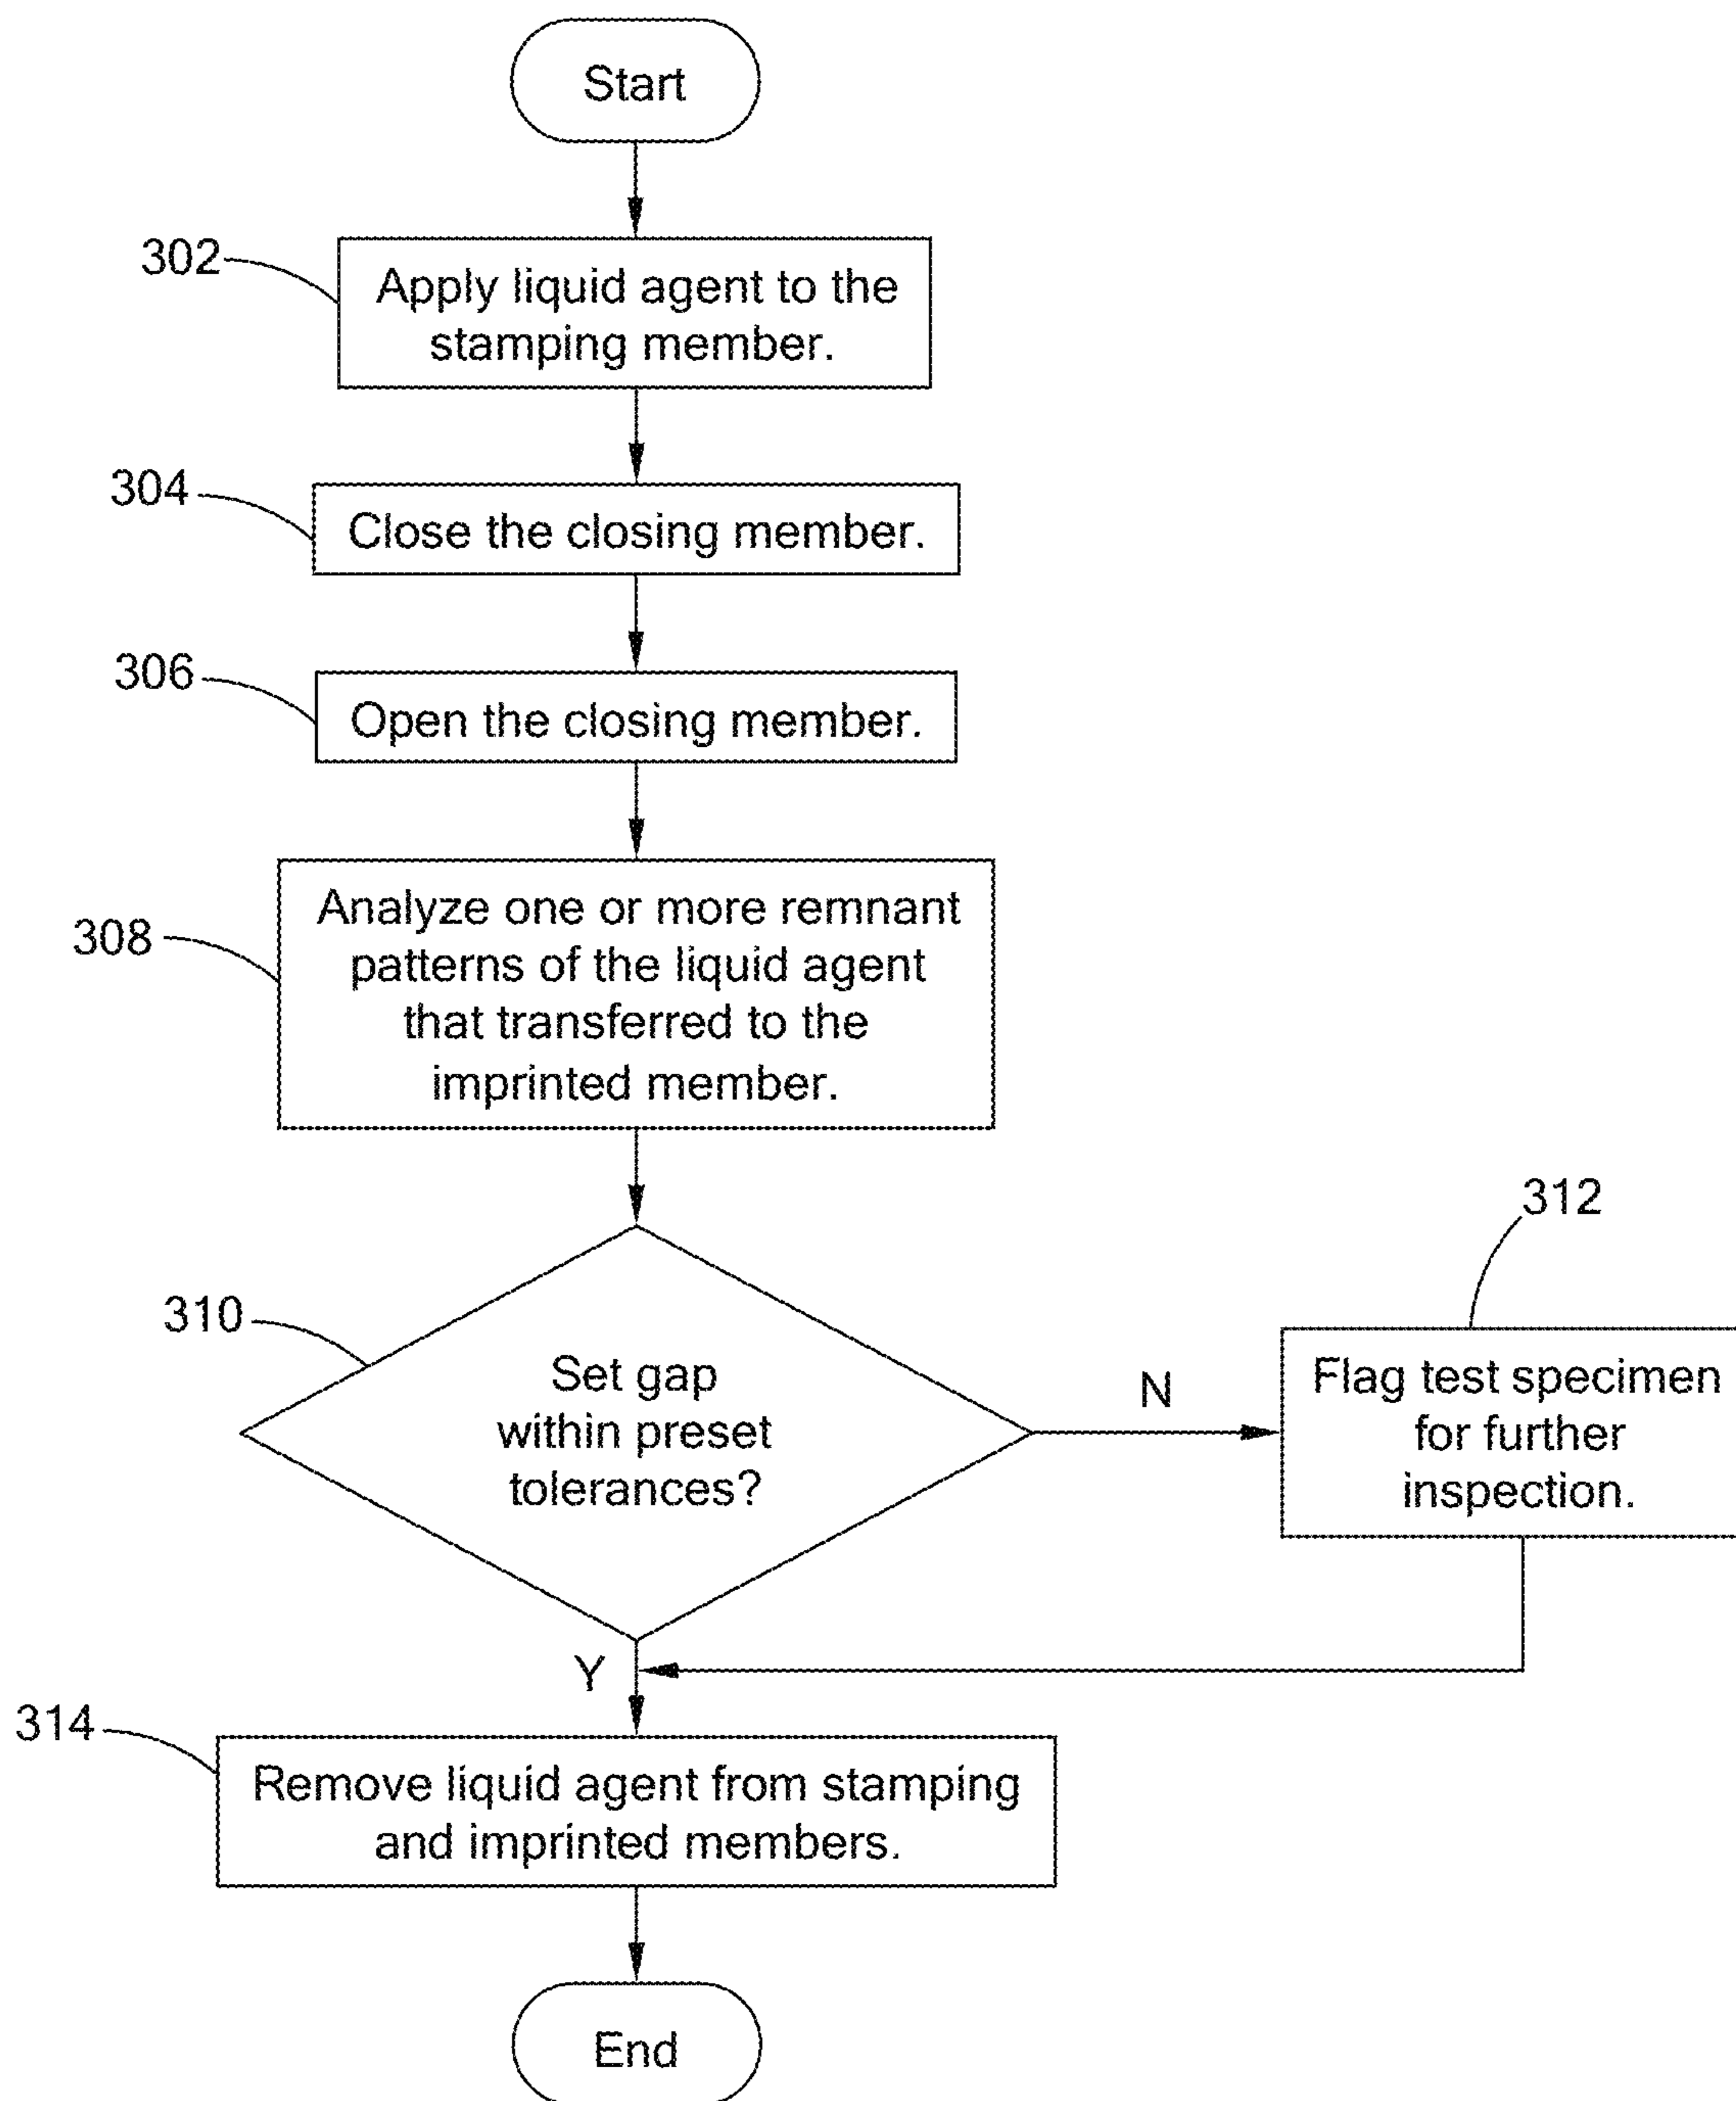 Start
302
Apply liquid agent to the
stamping member.
304
Close the closing member.
306
Open the closing member.
308
Analyze one or more remnant
patterns of the liquid agent
that transferred to the
imprinted member.
310
Set gap
within preset
tolerances?
N
312
Flag test specimen
for further
inspection.
Y
314
Remove liquid agent from stamping
and imprinted members.
End